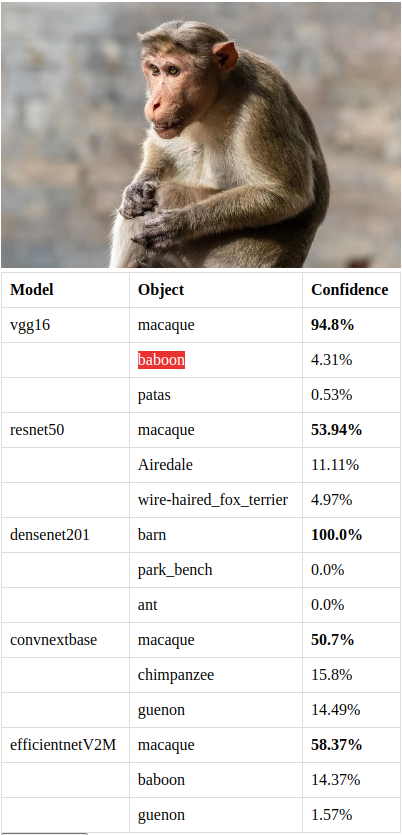 Model Object Confidence
vgg16 macaque 94.8%
baboon 4.31%
patas 0.53%
resnet50 macaque 53.94%
Airedale 11.11%
wire-haired_fox_terrier 4.97%
densenet201 barn 100.0%
park_bench 0.0%
ant 0.0%
convnextbase macaque 50.7%
chimpanzee 15.8%
guenon 14.49%
efficientnetV2M macaque 58.37%
baboon 14.37%
guenon 1.57%